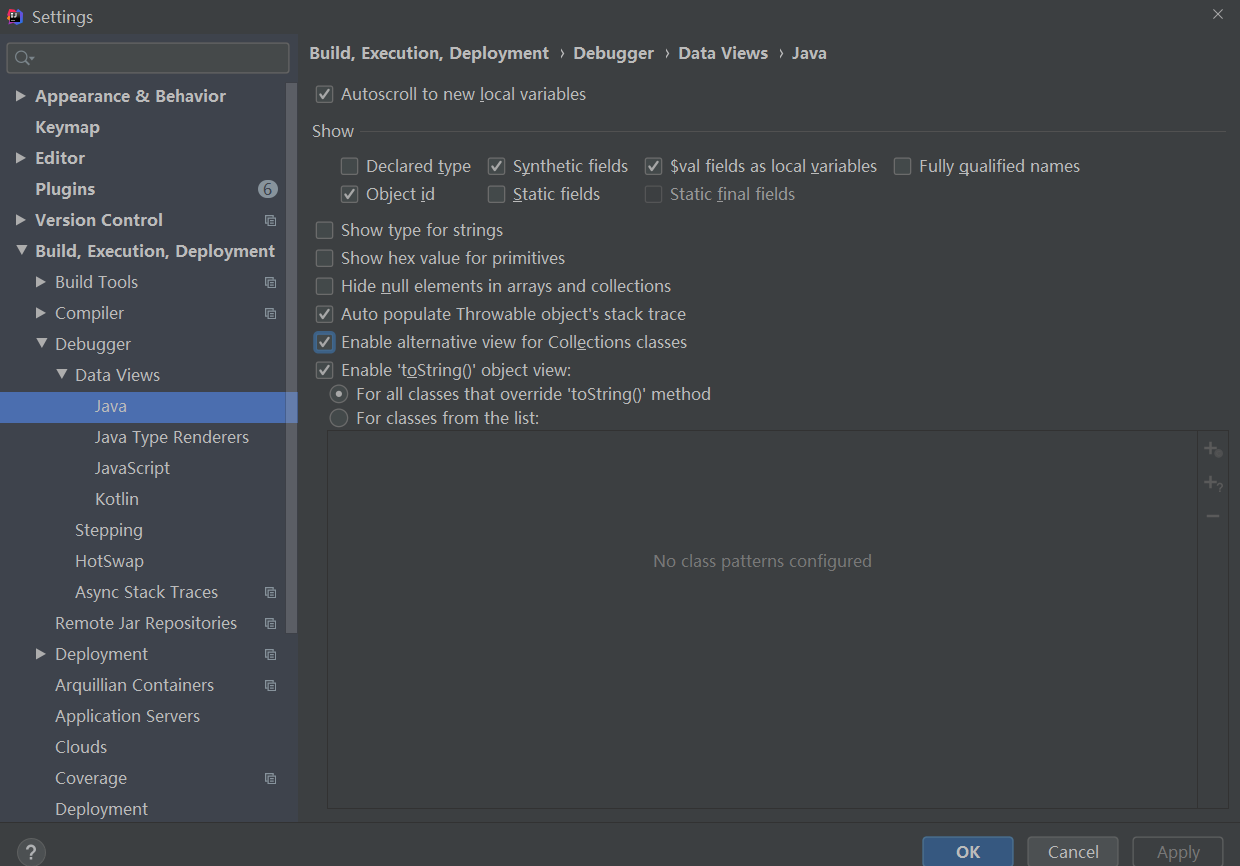 Settings
Appearance & Behavior
Keymap
Editor
Plugins 6
Version Control
Build, Execution, Deployment
Build Tools
Compiler
Debugger
Data Views
Java
Java Type Renderers
JavaScript
Kotlin
Stepping
HotSwap
Async Stack Traces
Remote Jar Repositories
Deployment
Arquillian Containers
Application Servers
Clouds
Coverage
Deployment
Build, Execution, Deployment › Debugger › Data Views › Java
Autoscroll to new local variables
Show
Declared type Synthetic fields $val fields as local variables Fully qualified names
Object id Static fields Static final fields
Show type for strings
Show hex value for primitives
Hide null elements in arrays and collections
Auto populate Throwable object's stack trace
Enable alternative view for Collections classes
Enable 'toString()' object view:
For all classes that override 'toString()' method
For classes from the list:
No class patterns configured
? OK Cancel Apply